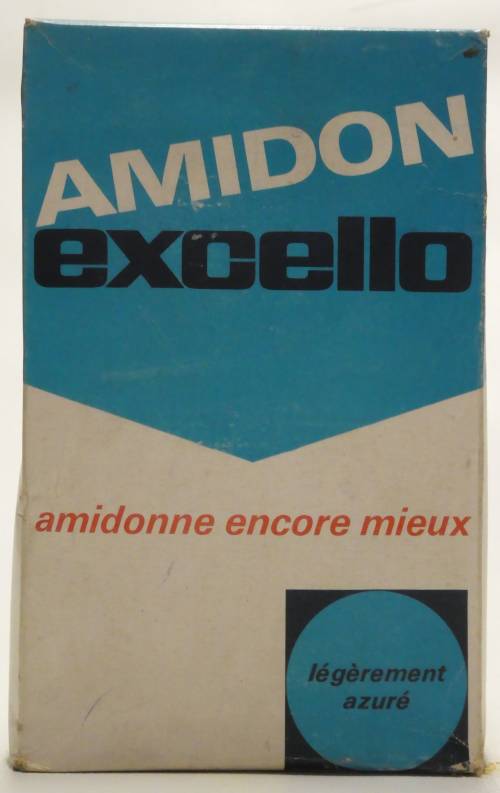 AMIDON
excello
amidonne encore mieux
légèrement
azuré